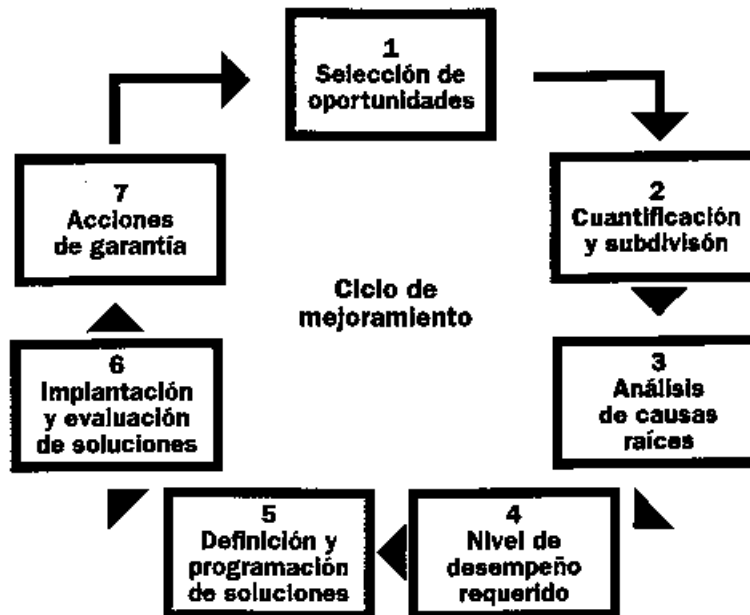 1
Selección de
oportunidades
2
Cuantificación
y subdivisón
3
Análisis
de causas
raíces
4
Nivel de
desempeño
requerido
5
Definición y
programación
de soluciones
6
Implantación
y evaluación
de soluciones
7
Acciones
de garantía
Ciclo de
mejoramiento